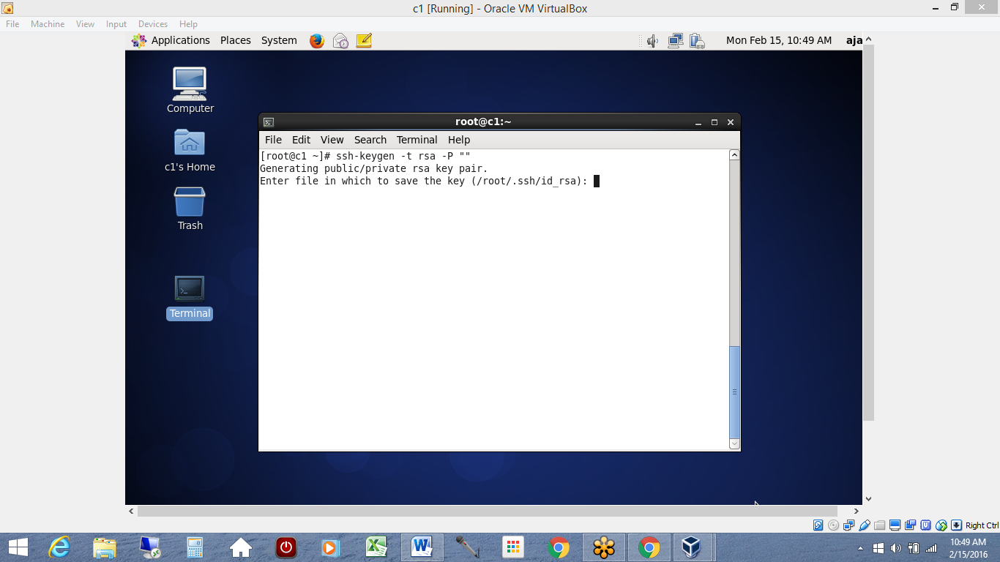 c1 [Running] - Oracle VM VirtualBox
File Machine View Input Devices Help
Applications Places System Mon Feb 15, 10:49 AM aja
Computer
c1's Home
Trash
Terminal
root@c1:~
File Edit View Search Terminal Help
[root@c1 ~]# ssh-keygen -t rsa -P ""
Generating public/private rsa key pair.
Enter file in which to save the key (/root/.ssh/id_rsa):
Right Ctrl
10:49 AM
2/15/2016